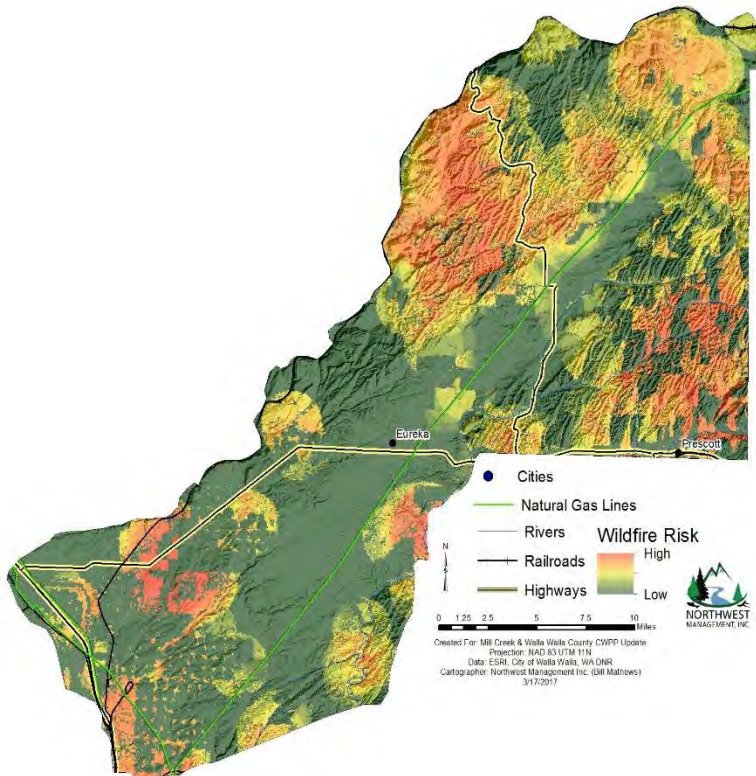 Eureka
Prescott
Cities
Natural Gas Lines
Rivers
Railroads
Highways
Wildfire Risk
High
Low
N
NORTHWEST
MANAGEMENT, INC.
0 1.25 2.5 5 7.5 10
Miles
Created For: Mill Creek & Walla Walla County CWPP Update
Projection: NAD 83 UTM 11N
Data: ESRI, City of Walla Walla, WA DNR
Cartographer: Northwest Management Inc. (Bill Mathews)
3/17/2017